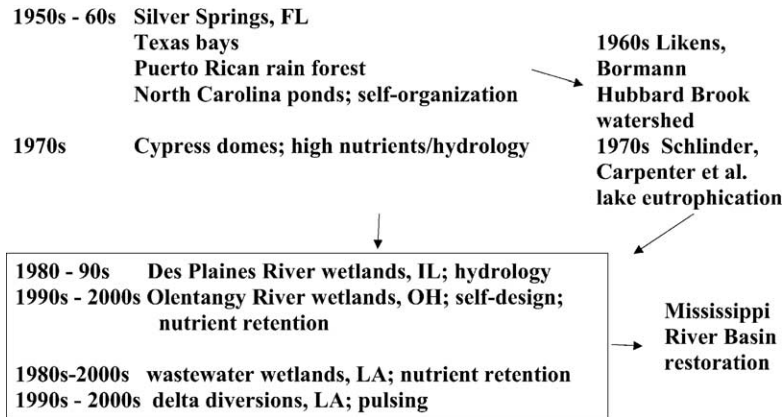 1950s - 60s Silver Springs, FL
Texas bays
Puerto Rican rain forest
North Carolina ponds; self-organization
1970s Cypress domes; high nutrients/hydrology
1960s Likens,
Bormann
Hubbard Brook
watershed
1970s Schlinder,
Carpenter et al.
lake eutrophication
1980 - 90s Des Plaines River wetlands, IL; hydrology
1990s - 2000s Olentangy River wetlands, OH; self-design;
nutrient retention
1980s-2000s wastewater wetlands, LA; nutrient retention
1990s - 2000s delta diversions, LA; pulsing
Mississippi
River Basin
restoration